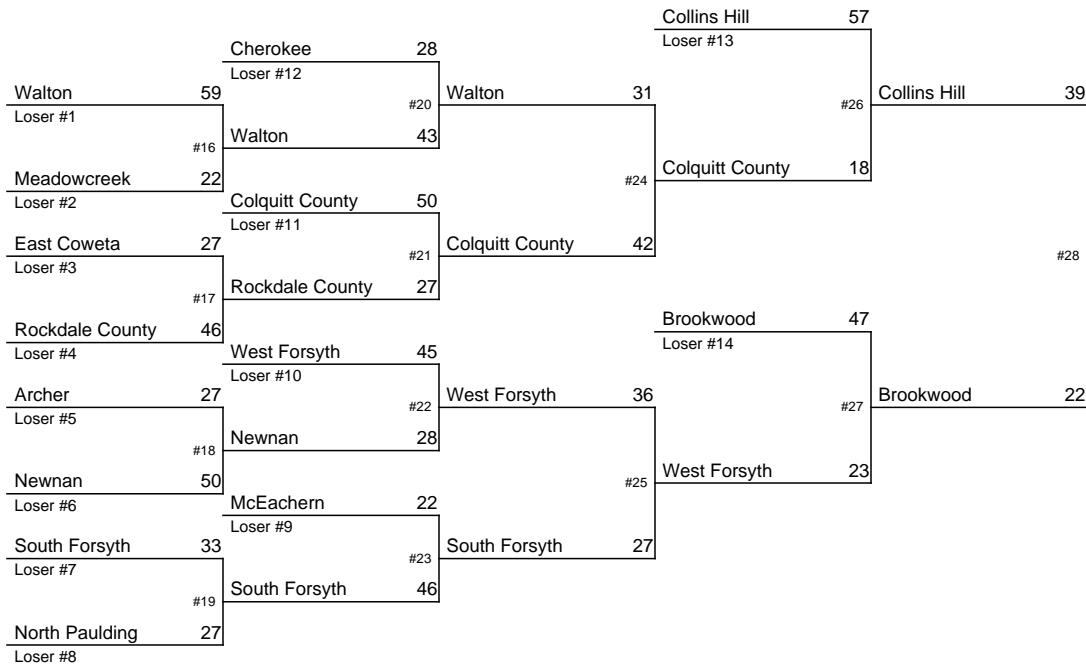 Collins Hill 57
Loser #13
Cherokee 28
Loser #12
Walton 59
Loser #1
#20
Walton 31
#26
Collins Hill 39
#16
Walton 43
Meadowcreek 22
Loser #2
#24
Colquitt County 18
Colquitt County 50
Loser #11
East Coweta 27
Loser #3
#21
Colquitt County 42
#28
#17
Rockdale County 27
Rockdale County 46
Loser #4
Brookwood 47
Loser #14
West Forsyth 45
Loser #10
Archer 27
Loser #5
#22
West Forsyth 36
#27
Brookwood 22
#18
Newnan 28
Newnan 50
Loser #6
#25
West Forsyth 23
McEachern 22
Loser #9
South Forsyth 33
Loser #7
#23
South Forsyth 27
#19
South Forsyth 46
North Paulding 27
Loser #8